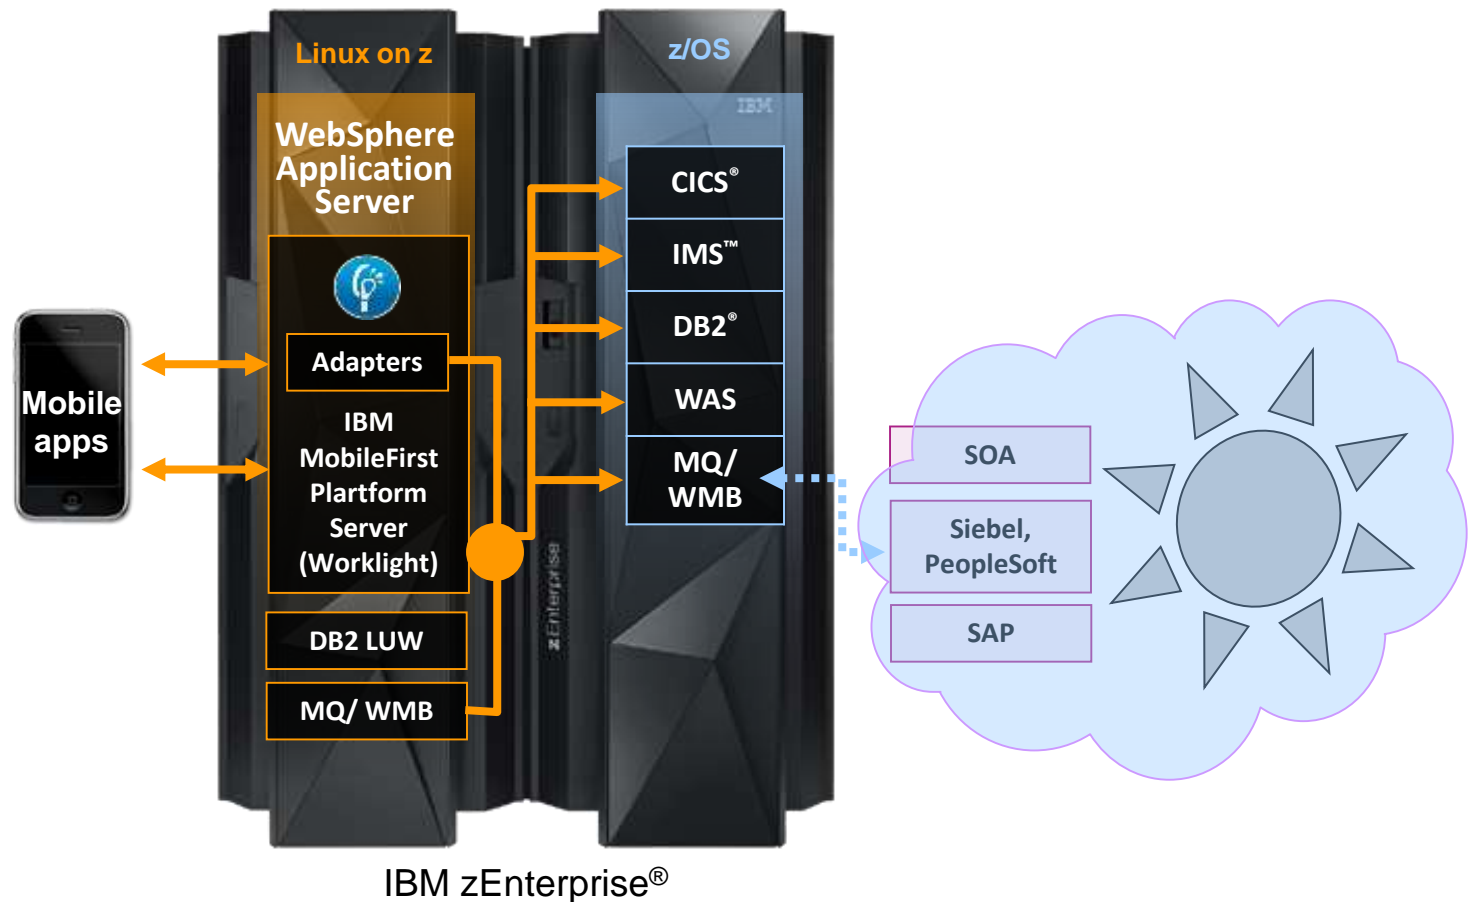 Linux on z
z/OS
IBM
WebSphere
Application
Server
Adapters
IBM
MobileFirst
Plartform
Server
(Worklight)
DB2 LUW
MQ/ WMB
CICS®
IMS™
DB2®
WAS
MQ/
WMB
Mobile
apps
zEnterprise
SOA
Siebel,
PeopleSoft
SAP
IBM zEnterprise®